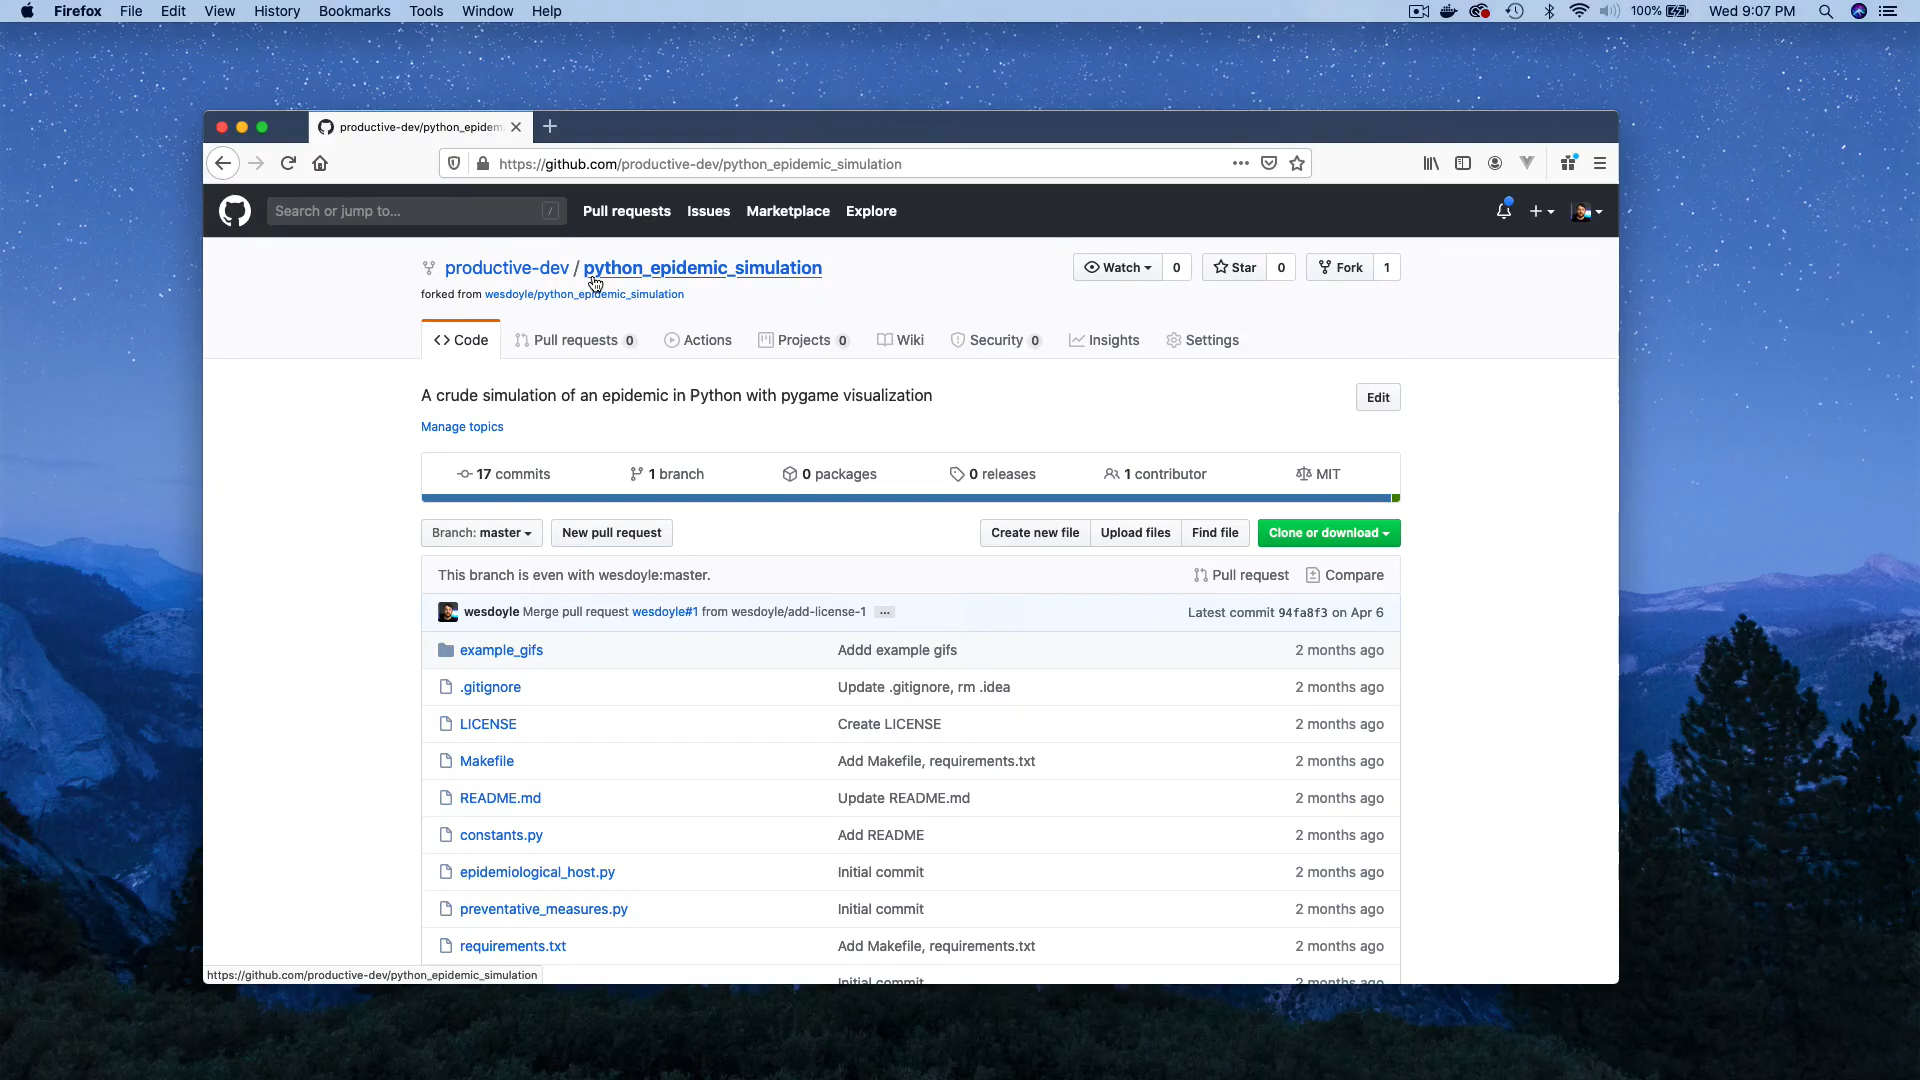 Firefox File Edit View History Bookmarks Tools Window Help 100% Wed 9:07 PM
productive-dev/python_epidem
https://github.com/productive-dev/python_epidemic_simulation
Search or jump to... / Pull requests Issues Marketplace Explore
productive-dev / python_epidemic_simulation Watch 0 Star 0 Fork 1
forked from wesdoyle/python_epidemic_simulation
Code Pull requests 0 Actions Projects 0 Wiki Security 0 Insights Settings
A crude simulation of an epidemic in Python with pygame visualization Edit
Manage topics
17 commits 1 branch 0 packages 0 releases 1 contributor MIT
Branch: master New pull request Create new file Upload files Find file Clone or download
This branch is even with wesdoyle:master. Pull request Compare
wesdoyle Merge pull request wesdoyle#1 from wesdoyle/add-license-1 ... Latest commit 94fa8f3 on Apr 6
example_gifs Addd example gifs 2 months ago
.gitignore Update .gitignore, rm .idea 2 months ago
LICENSE Create LICENSE 2 months ago
Makefile Add Makefile, requirements.txt 2 months ago
README.md Update README.md 2 months ago
constants.py Add README 2 months ago
epidemiological_host.py Initial commit 2 months ago
preventative_measures.py Initial commit 2 months ago
requirements.txt Add Makefile, requirements.txt 2 months ago
Initial commit 2 months ago
https://github.com/productive-dev/python_epidemic_simulation